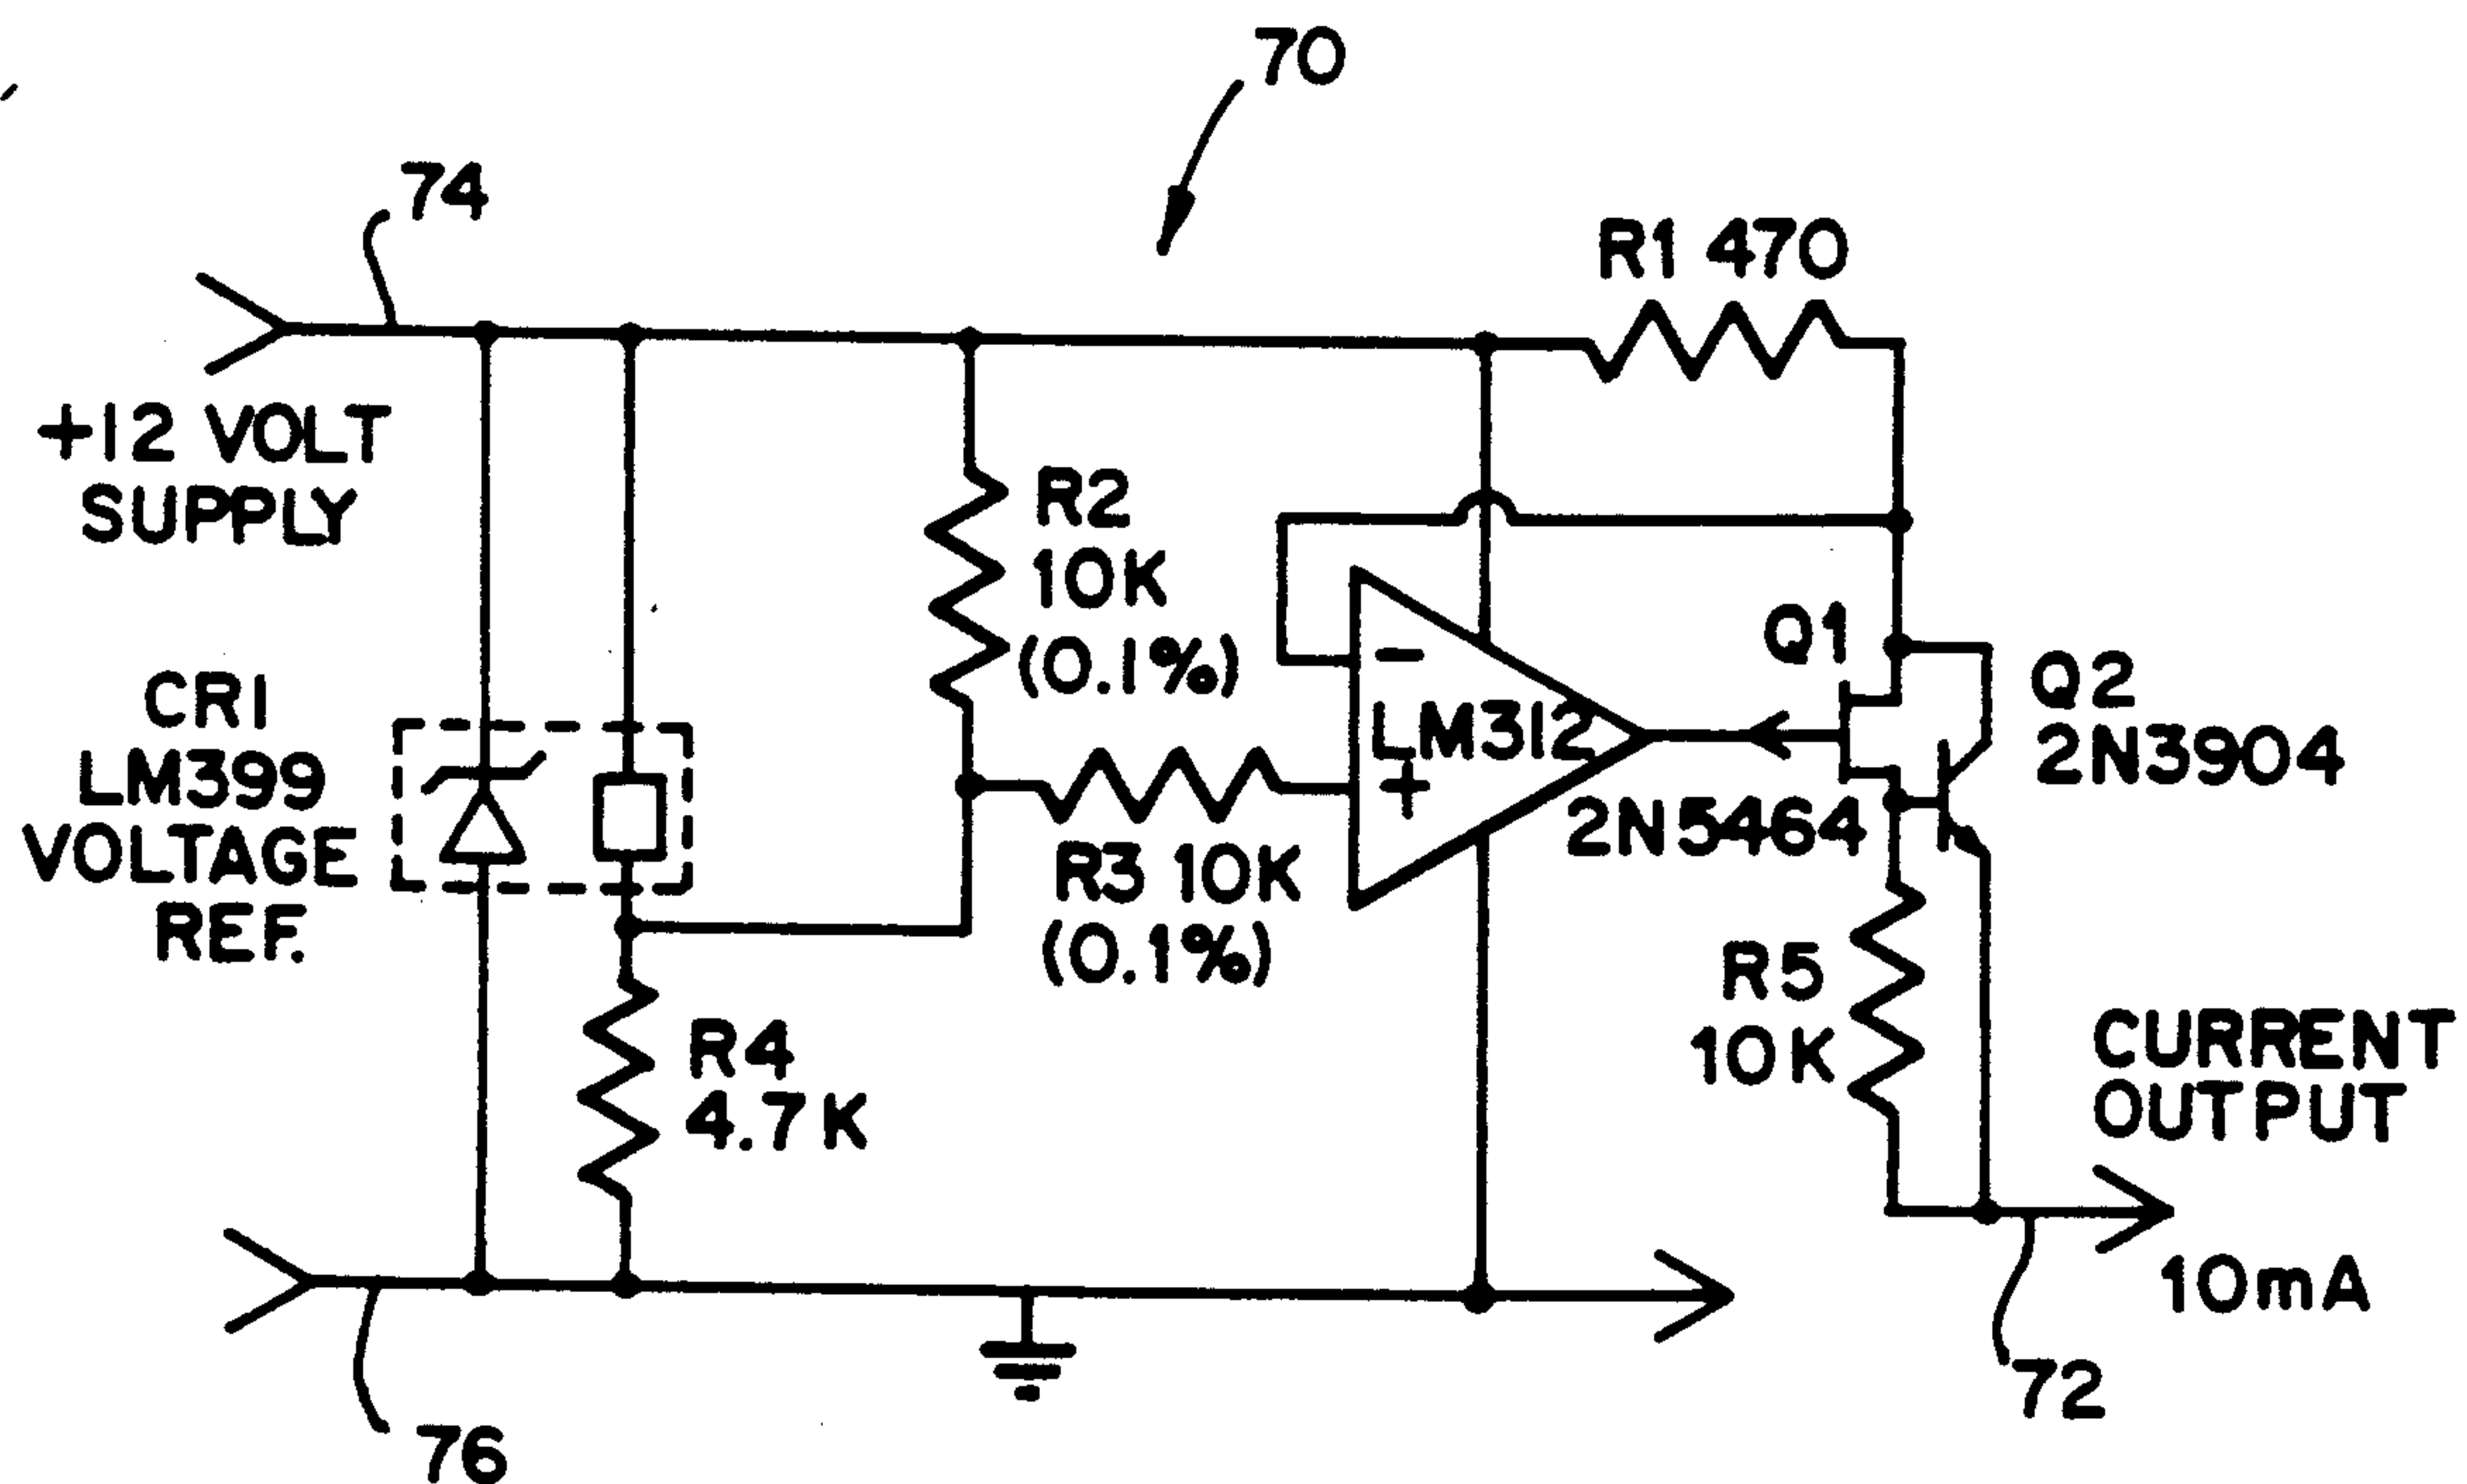 70
74
R1 470
+12 VOLT
SUPPLY
R2
10K
(0.1%)
Q1
Q2
2N3904
CR1
LM399
VOLTAGE
REF.
-
LM312
+
2N5464
R3 10K
(0.1%)
R4
4.7K
R5
10K
CURRENT
OUTPUT
10mA
72
76